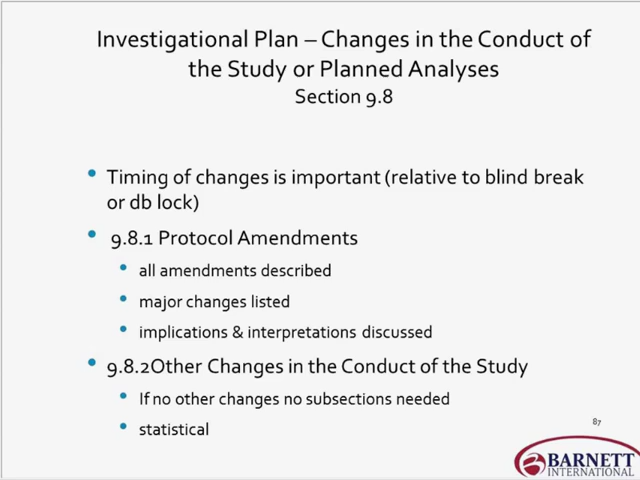 Investigational Plan – Changes in the Conduct of
the Study or Planned Analyses
Section 9.8
• Timing of changes is important (relative to blind break
or db lock)
• 9.8.1 Protocol Amendments
• all amendments described
• major changes listed
• implications & interpretations discussed
• 9.8.2Other Changes in the Conduct of the Study
• If no other changes no subsections needed
• statistical
87
BARNETT
INTERNATIONAL